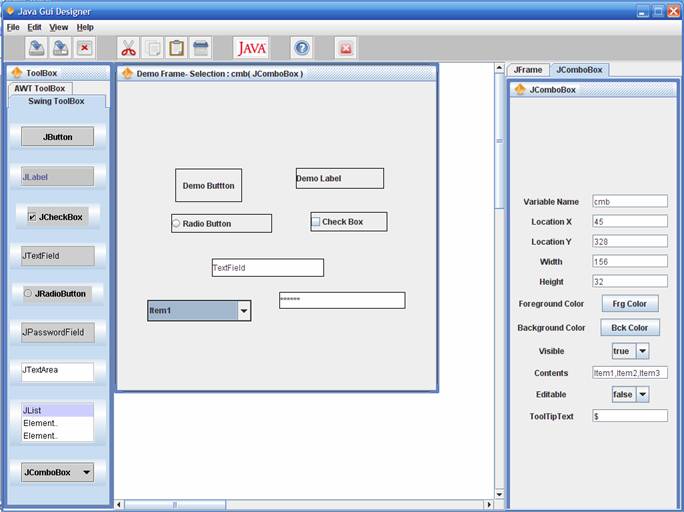 Java Gui Designer
File Edit View Help
JAVA
ToolBox
AWT ToolBox
Swing ToolBox
JButton
JLabel
JCheckBox
JTextField
JRadioButton
JPasswordField
JTextArea
JList
Element..
Element..
JComboBox
Demo Frame- Selection : cmb( JComboBox )
Demo Buttton
Demo Label
Radio Button
Check Box
TextField
******
Item1
JFrame
JComboBox
JComboBox
Variable Name cmb
Location X 45
Location Y 328
Width 156
Height 32
Foreground Color Frg Color
Background Color Bck Color
Visible true
Contents Item1,Item2,Item3
Editable false
ToolTipText $